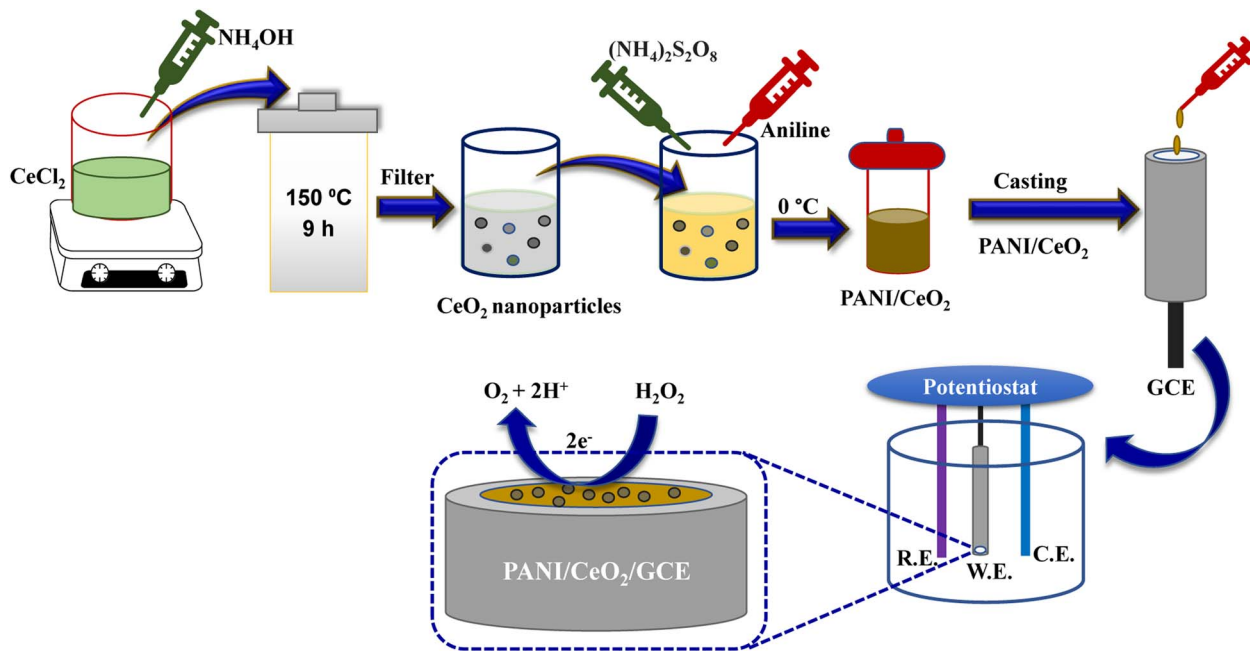 NH₄OH
(NH₄)₂S₂O₈
Aniline
CeCl₂
150 ºC
9 h
Filter
0 °C
Casting
PANI/CeO₂
CeO₂ nanoparticles
PANI/CeO₂
GCE
Potentiostat
O₂ + 2H⁺
H₂O₂
2e⁻
R.E.
W.E.
C.E.
PANI/CeO₂/GCE